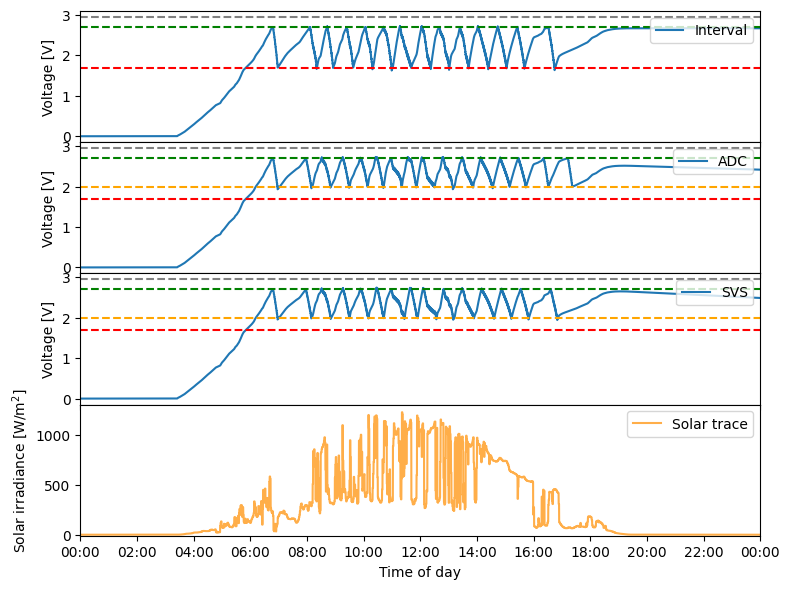 3
2
1
0
Voltage [V]
Interval
3
2
1
0
Voltage [V]
ADC
3
2
1
0
Voltage [V]
SVS
1000
500
0
Solar irradiance [W/m²]
Solar trace
00:00 02:00 04:00 06:00 08:00 10:00 12:00 14:00 16:00 18:00 20:00 22:00 00:00
Time of day